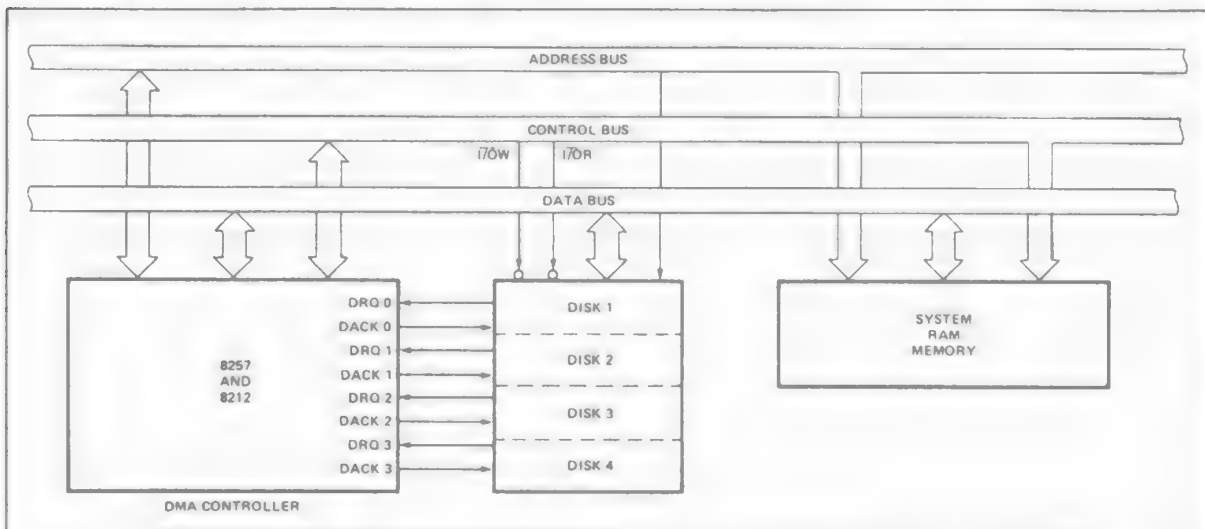 ADDRESS BUS
CONTROL BUS
I/OW I/OR
DATA BUS
DRQ 0
DACK 0
DRQ 1
DACK 1
DRQ 2
DACK 2
DRQ 3
DACK 3
8257
AND
8212
DMA CONTROLLER
DISK 1
DISK 2
DISK 3
DISK 4
SYSTEM
RAM
MEMORY